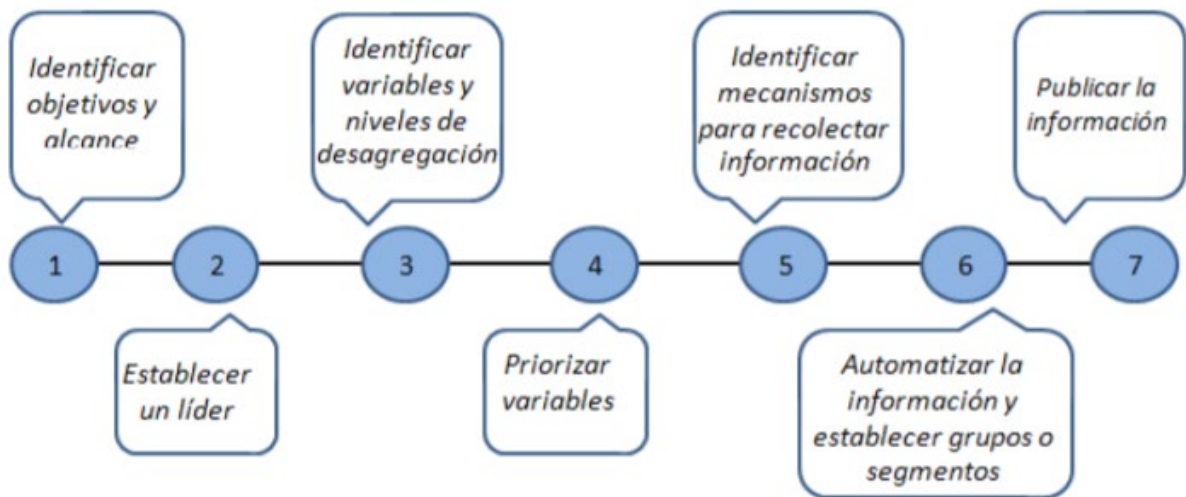 Identificar
objetivos y
alcance
Identificar
variables y
niveles de
desagregación
Identificar
mecanismos
para recolectar
información
Publicar la
información
1
2
3
4
5
6
7
Establecer
un líder
Priorizar
variables
Automatizar la
información y
establecer grupos o
segmentos